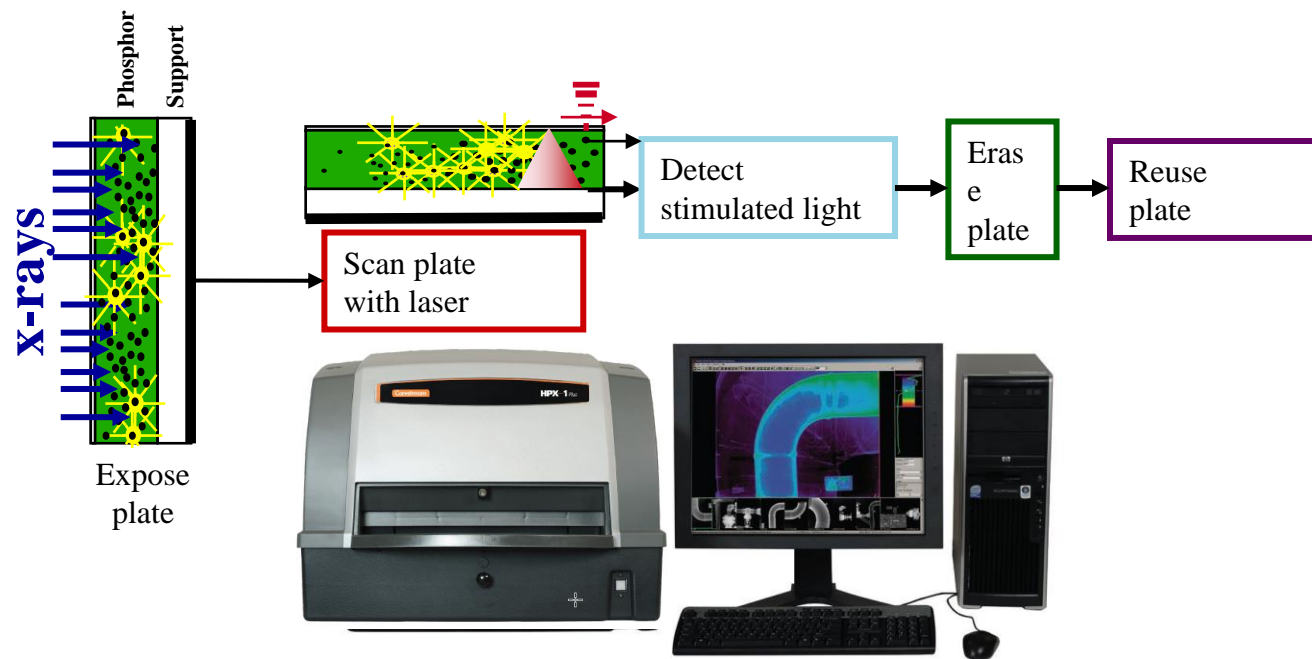 Phosphor
Support
x-rays
Expose
plate
Scan plate
with laser
Detect
stimulated light
Eras
e
plate
Reuse
plate
Carestream
HPX-1 Plus
hp